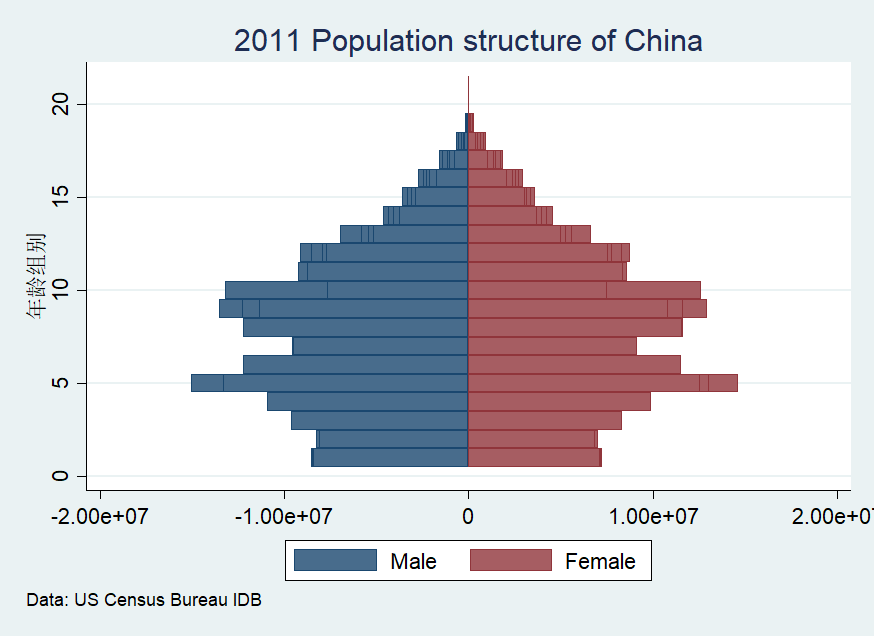 2011 Population structure of China
20
15
10
5
0
年龄组别
-2.00e+07 -1.00e+07 0 1.00e+07 2.00e+07
Male Female
Data: US Census Bureau IDB